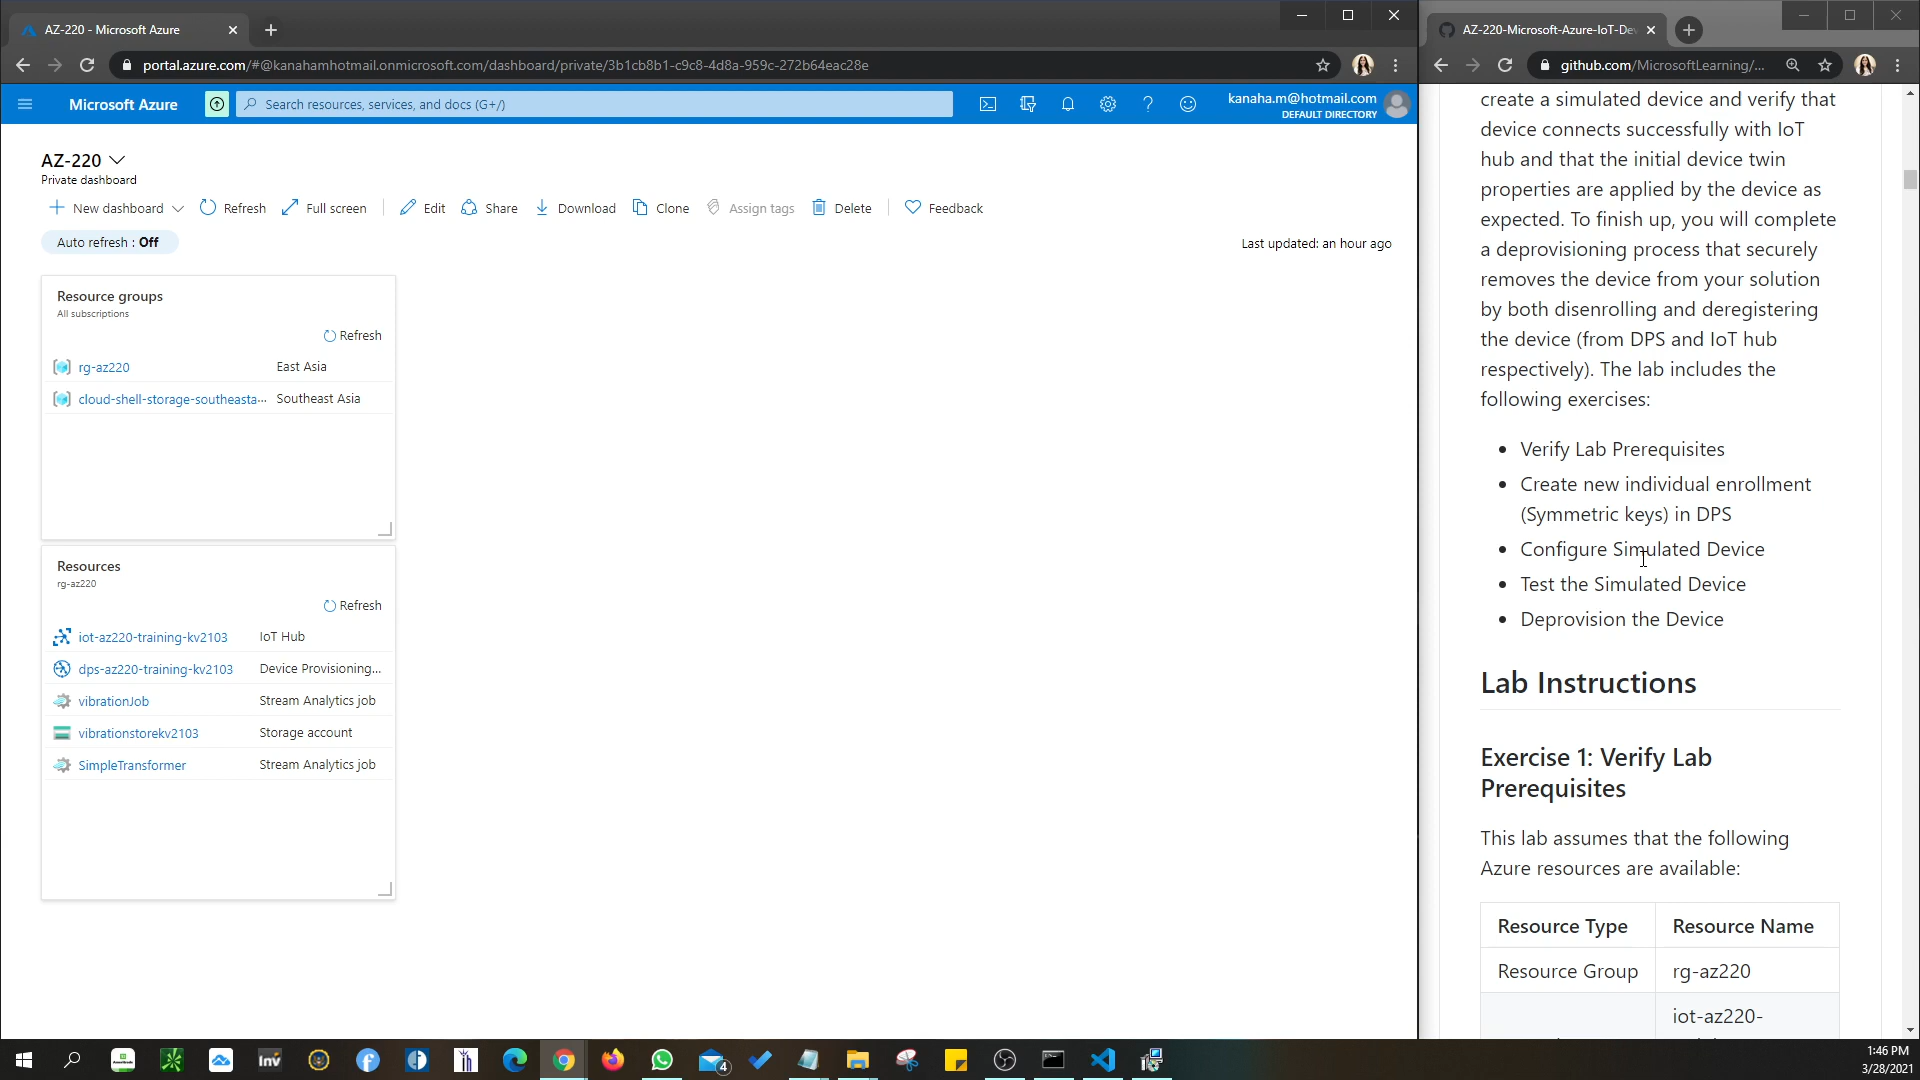 AZ-220 - Microsoft Azure
AZ-220-Microsoft-Azure-IoT-De
portal.azure.com/#@kanahamhotmail.onmicrosoft.com/dashboard/private/3b1cb8b1-c9c8-4d8a-959c-272b64eac28e
github.com/MicrosoftLearning/...
Microsoft Azure
Search resources, services, and docs (G+/)
kanaha.m@hotmail.com
DEFAULT DIRECTORY
AZ-220
Private dashboard
New dashboard
Refresh
Full screen
Edit
Share
Download
Clone
Assign tags
Delete
Feedback
Auto refresh : Off
Last updated: an hour ago
Resource groups
All subscriptions
Refresh
rg-az220 East Asia
cloud-shell-storage-southeasta... Southeast Asia
Resources
rg-az220
Refresh
iot-az220-training-kv2103 IoT Hub
dps-az220-training-kv2103 Device Provisioning...
vibrationJob Stream Analytics job
vibrationstorekv2103 Storage account
SimpleTransformer Stream Analytics job
create a simulated device and verify that
device connects successfully with IoT
hub and that the initial device twin
properties are applied by the device as
expected. To finish up, you will complete
a deprovisioning process that securely
removes the device from your solution
by both disenrolling and deregistering
the device (from DPS and IoT hub
respectively). The lab includes the
following exercises:
Verify Lab Prerequisites
Create new individual enrollment
(Symmetric keys) in DPS
Configure Simulated Device
Test the Simulated Device
Deprovision the Device
Lab Instructions
Exercise 1: Verify Lab
Prerequisites
This lab assumes that the following
Azure resources are available:
Resource Type Resource Name
Resource Group rg-az220
iot-az220-
Inv
4
1:46 PM
3/28/2021